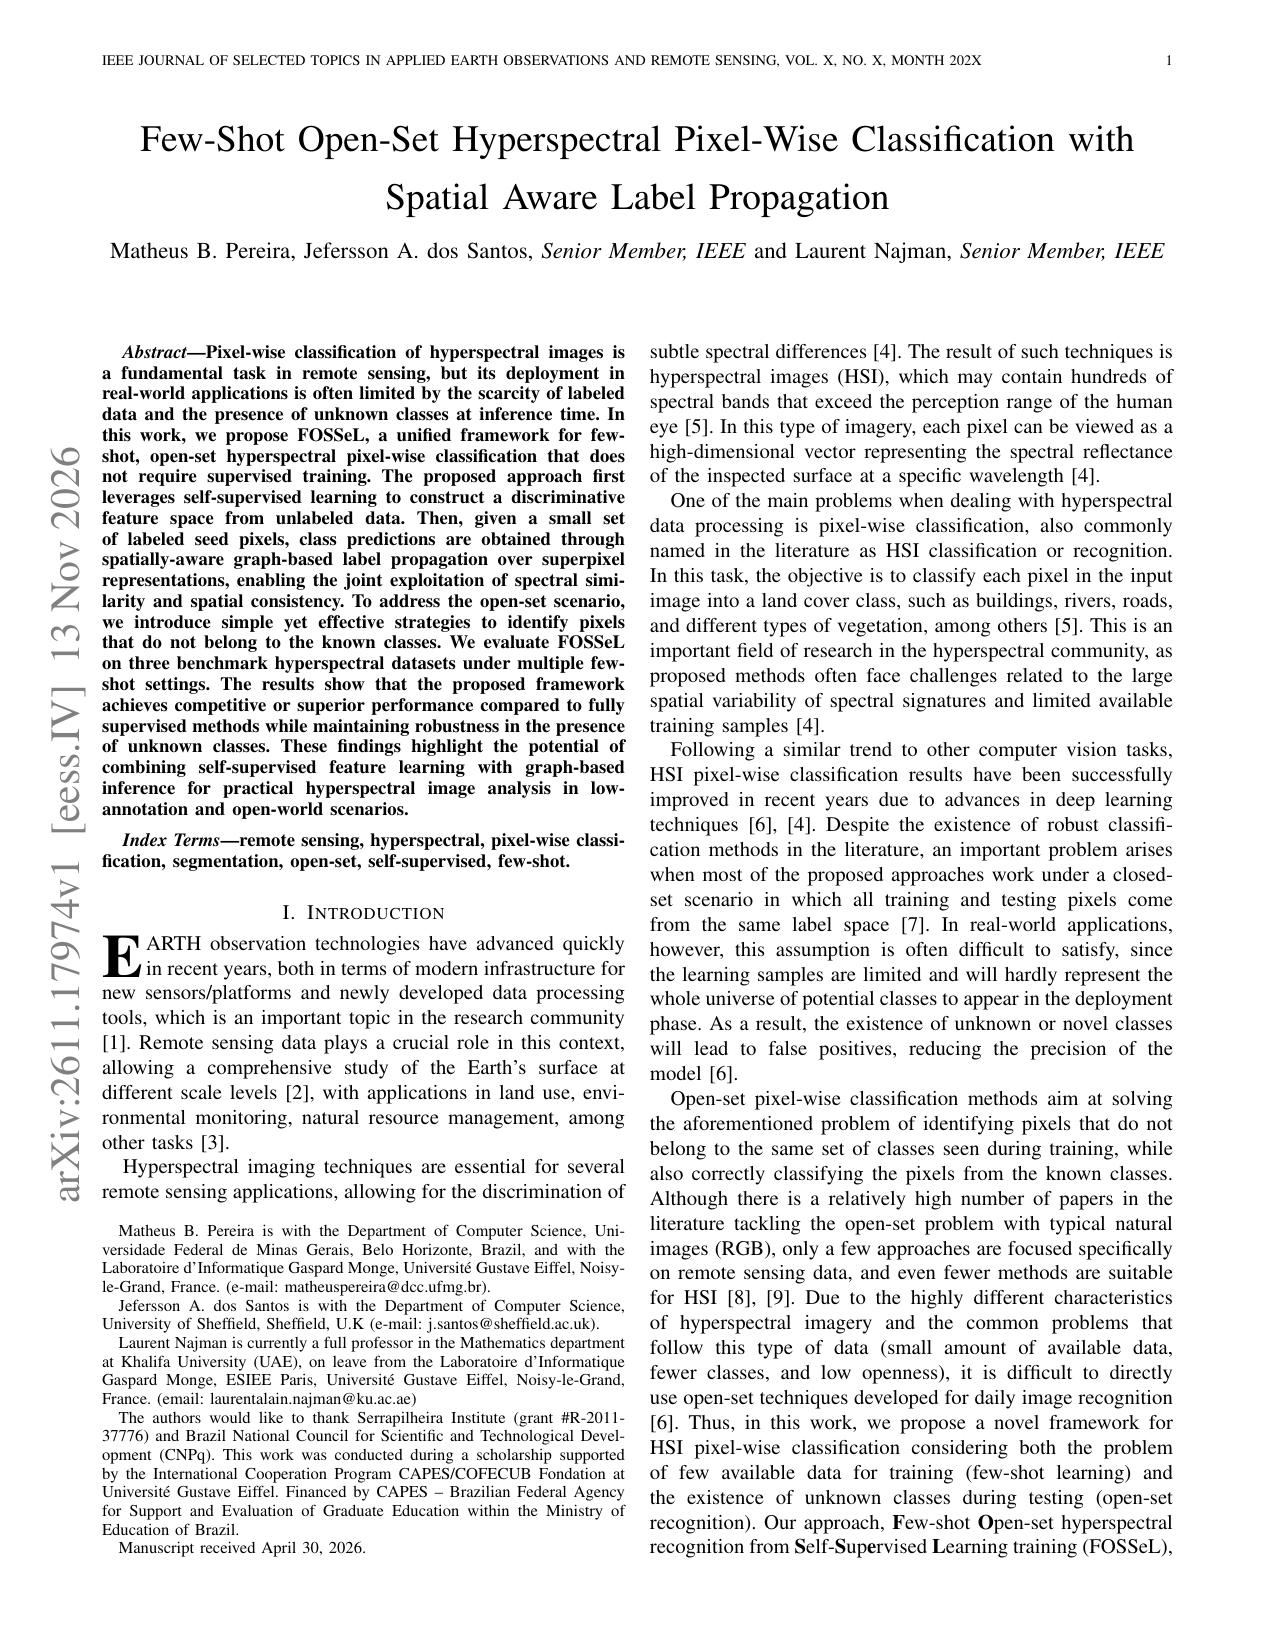 IEEE JOURNAL OF SELECTED TOPICS IN APPLIED EARTH OBSERVATIONS AND REMOTE SENSING, VOL. X, NO. X, MONTH 202X 1
Few-Shot Open-Set Hyperspectral Pixel-Wise Classification with
Spatial Aware Label Propagation
Matheus B. Pereira, Jefersson A. dos Santos, Senior Member, IEEE and Laurent Najman, Senior Member, IEEE
arXiv:2611.17974v1 [eess.IV] 13 Nov 2026
Abstract—Pixel-wise classification of hyperspectral images is
a fundamental task in remote sensing, but its deployment in
real-world applications is often limited by the scarcity of labeled
data and the presence of unknown classes at inference time. In
this work, we propose FOSSeL, a unified framework for few-
shot, open-set hyperspectral pixel-wise classification that does
not require supervised training. The proposed approach first
leverages self-supervised learning to construct a discriminative
feature space from unlabeled data. Then, given a small set
of labeled seed pixels, class predictions are obtained through
spatially-aware graph-based label propagation over superpixel
representations, enabling the joint exploitation of spectral simi-
larity and spatial consistency. To address the open-set scenario,
we introduce simple yet effective strategies to identify pixels
that do not belong to the known classes. We evaluate FOSSeL
on three benchmark hyperspectral datasets under multiple few-
shot settings. The results show that the proposed framework
achieves competitive or superior performance compared to fully
supervised methods while maintaining robustness in the presence
of unknown classes. These findings highlight the potential of
combining self-supervised feature learning with graph-based
inference for practical hyperspectral image analysis in low-
annotation and open-world scenarios.
Index Terms—remote sensing, hyperspectral, pixel-wise classi-
fication, segmentation, open-set, self-supervised, few-shot.
I. INTRODUCTION
EARTH observation technologies have advanced quickly
in recent years, both in terms of modern infrastructure for
new sensors/platforms and newly developed data processing
tools, which is an important topic in the research community
[1]. Remote sensing data plays a crucial role in this context,
allowing a comprehensive study of the Earth's surface at
different scale levels [2], with applications in land use, envi-
ronmental monitoring, natural resource management, among
other tasks [3].
Hyperspectral imaging techniques are essential for several
remote sensing applications, allowing for the discrimination of
Matheus B. Pereira is with the Department of Computer Science, Uni-
versidade Federal de Minas Gerais, Belo Horizonte, Brazil, and with the
Laboratoire d'Informatique Gaspard Monge, Université Gustave Eiffel, Noisy-
le-Grand, France. (e-mail: matheuspereira@dcc.ufmg.br).
Jefersson A. dos Santos is with the Department of Computer Science,
University of Sheffield, Sheffield, U.K (e-mail: j.santos@sheffield.ac.uk).
Laurent Najman is currently a full professor in the Mathematics department
at Khalifa University (UAE), on leave from the Laboratoire d'Informatique
Gaspard Monge, ESIEE Paris, Université Gustave Eiffel, Noisy-le-Grand,
France. (email: laurentalain.najman@ku.ac.ae)
The authors would like to thank Serrapilheira Institute (grant #R-2011-
37776) and Brazil National Council for Scientific and Technological Devel-
opment (CNPq). This work was conducted during a scholarship supported
by the International Cooperation Program CAPES/COFECUB Fondation at
Université Gustave Eiffel. Financed by CAPES – Brazilian Federal Agency
for Support and Evaluation of Graduate Education within the Ministry of
Education of Brazil.
Manuscript received April 30, 2026.
subtle spectral differences [4]. The result of such techniques is
hyperspectral images (HSI), which may contain hundreds of
spectral bands that exceed the perception range of the human
eye [5]. In this type of imagery, each pixel can be viewed as a
high-dimensional vector representing the spectral reflectance
of the inspected surface at a specific wavelength [4].
One of the main problems when dealing with hyperspectral
data processing is pixel-wise classification, also commonly
named in the literature as HSI classification or recognition.
In this task, the objective is to classify each pixel in the input
image into a land cover class, such as buildings, rivers, roads,
and different types of vegetation, among others [5]. This is an
important field of research in the hyperspectral community, as
proposed methods often face challenges related to the large
spatial variability of spectral signatures and limited available
training samples [4].
Following a similar trend to other computer vision tasks,
HSI pixel-wise classification results have been successfully
improved in recent years due to advances in deep learning
techniques [6], [4]. Despite the existence of robust classifi-
cation methods in the literature, an important problem arises
when most of the proposed approaches work under a closed-
set scenario in which all training and testing pixels come
from the same label space [7]. In real-world applications,
however, this assumption is often difficult to satisfy, since
the learning samples are limited and will hardly represent the
whole universe of potential classes to appear in the deployment
phase. As a result, the existence of unknown or novel classes
will lead to false positives, reducing the precision of the
model [6].
Open-set pixel-wise classification methods aim at solving
the aforementioned problem of identifying pixels that do not
belong to the same set of classes seen during training, while
also correctly classifying the pixels from the known classes.
Although there is a relatively high number of papers in the
literature tackling the open-set problem with typical natural
images (RGB), only a few approaches are focused specifically
on remote sensing data, and even fewer methods are suitable
for HSI [8], [9]. Due to the highly different characteristics
of hyperspectral imagery and the common problems that
follow this type of data (small amount of available data,
fewer classes, and low openness), it is difficult to directly
use open-set techniques developed for daily image recognition
[6]. Thus, in this work, we propose a novel framework for
HSI pixel-wise classification considering both the problem
of few available data for training (few-shot learning) and
the existence of unknown classes during testing (open-set
recognition). Our approach, Few-shot Open-set hyperspectral
recognition from Self-Supervised Learning training (FOSSeL),